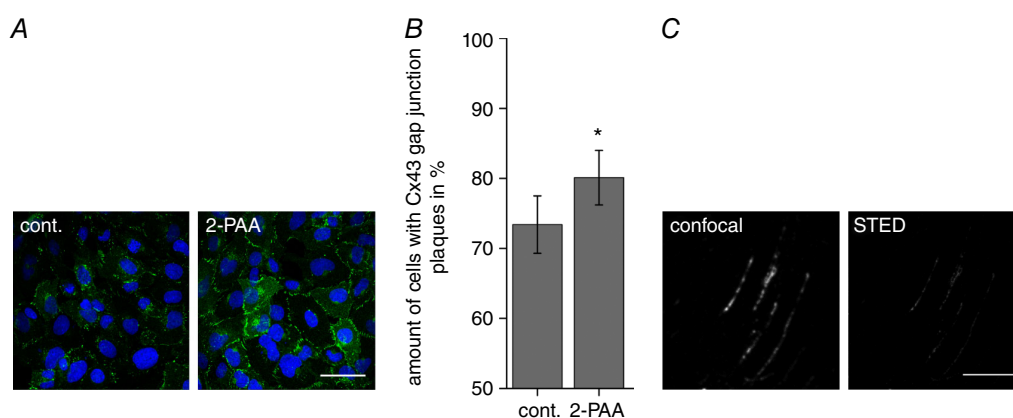 A
cont.
2-PAA
B
amount of cells with Cx43 gap junction
plaques in %
100
90
80
70
60
50
*
cont. 2-PAA
C
confocal
STED